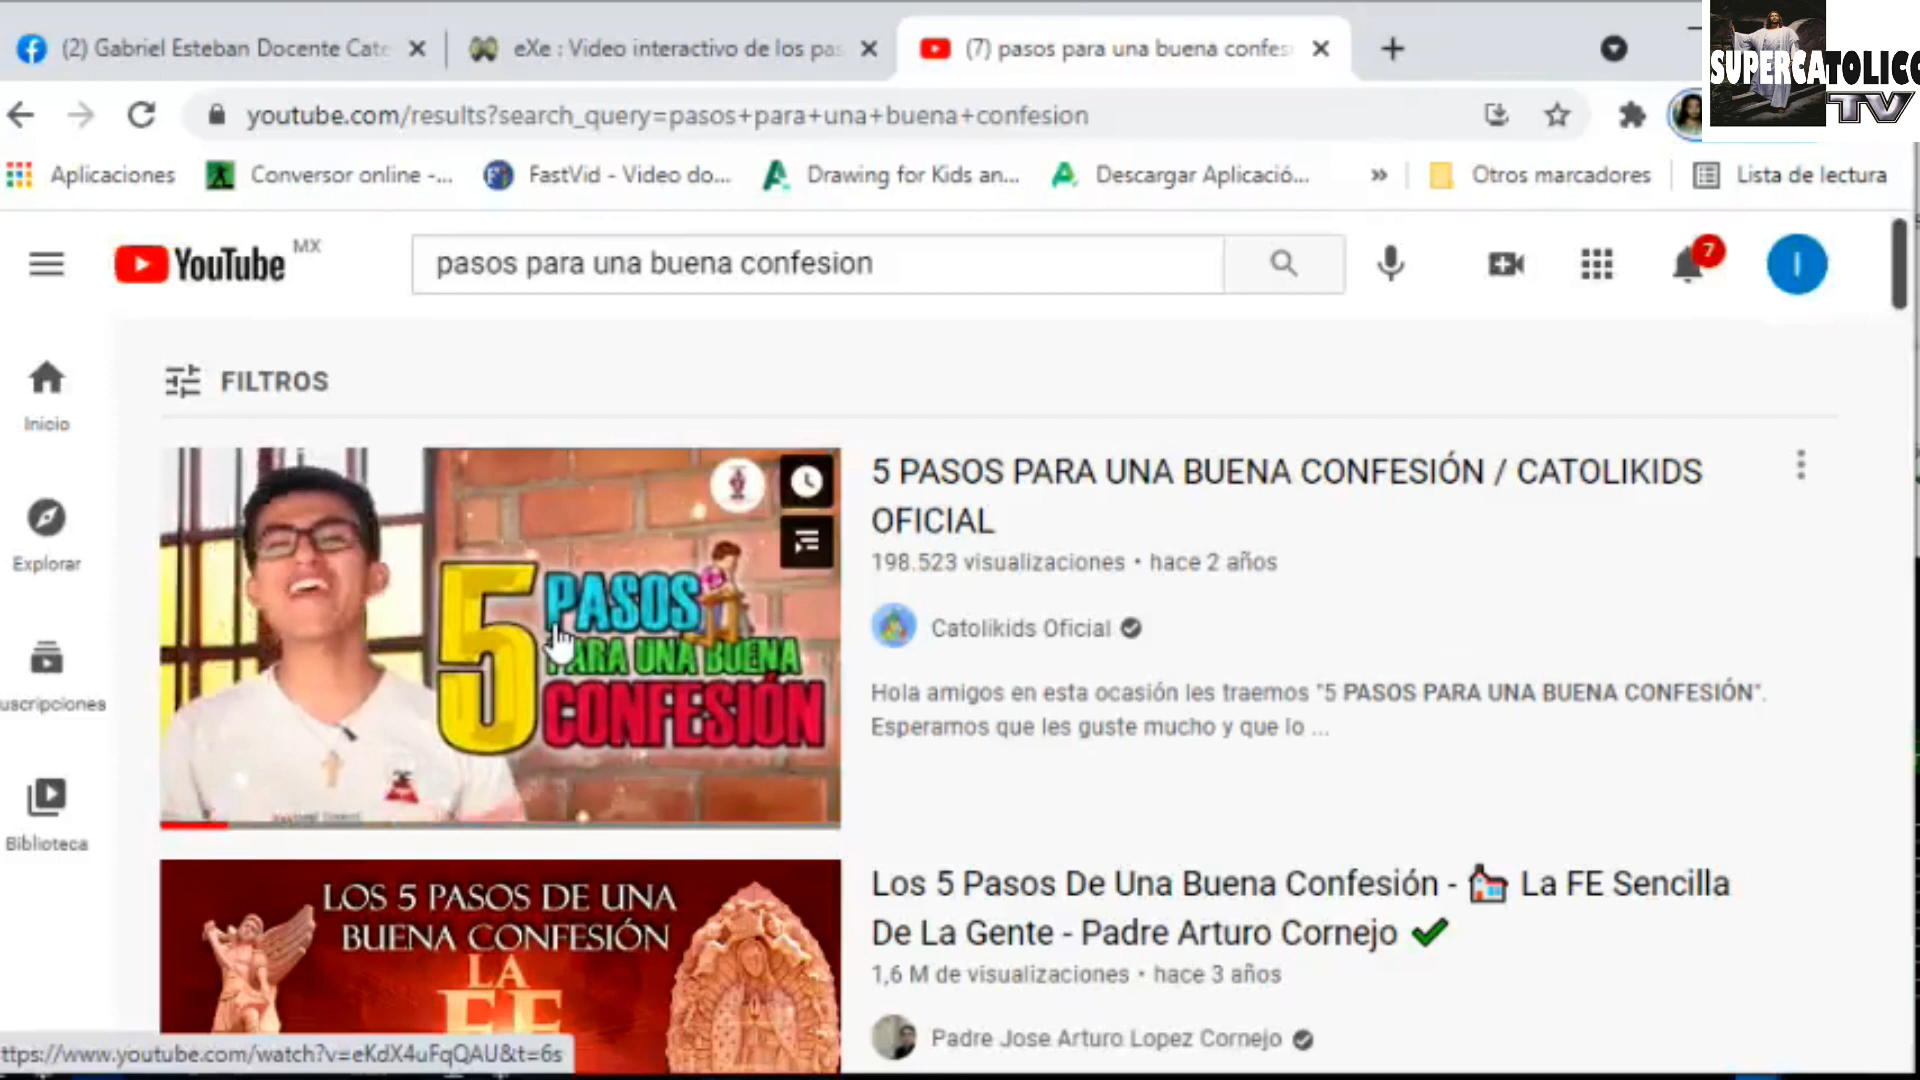 (2) Gabriel Esteban Docente Cate
eXe : Video interactivo de los pas
(7) pasos para una buena confes
SUPERCATOLICO
TV
youtube.com/results?search_query=pasos+para+una+buena+confesion
Aplicaciones
Conversor online -...
FastVid - Video do...
Drawing for Kids an...
Descargar Aplicació...
»
Otros marcadores
Lista de lectura
YouTube MX
pasos para una buena confesion
7
I
FILTROS
Inicio
Explorar
uscripciones
Biblioteca
5 PASOS
PARA UNA BUENA
CONFESIÓN
5 PASOS PARA UNA BUENA CONFESIÓN / CATOLIKIDS
OFICIAL
198.523 visualizaciones • hace 2 años
Catolikids Oficial
Hola amigos en esta ocasión les traemos "5 PASOS PARA UNA BUENA CONFESIÓN".
Esperamos que les guste mucho y que lo ...
LOS 5 PASOS DE UNA
BUENA CONFESIÓN
LA
FE
Los 5 Pasos De Una Buena Confesión - 🏠 La FE Sencilla
De La Gente - Padre Arturo Cornejo ✔
1,6 M de visualizaciones • hace 3 años
Padre Jose Arturo Lopez Cornejo
ttps://www.youtube.com/watch?v=eKdX4uFqQAU&t=6s